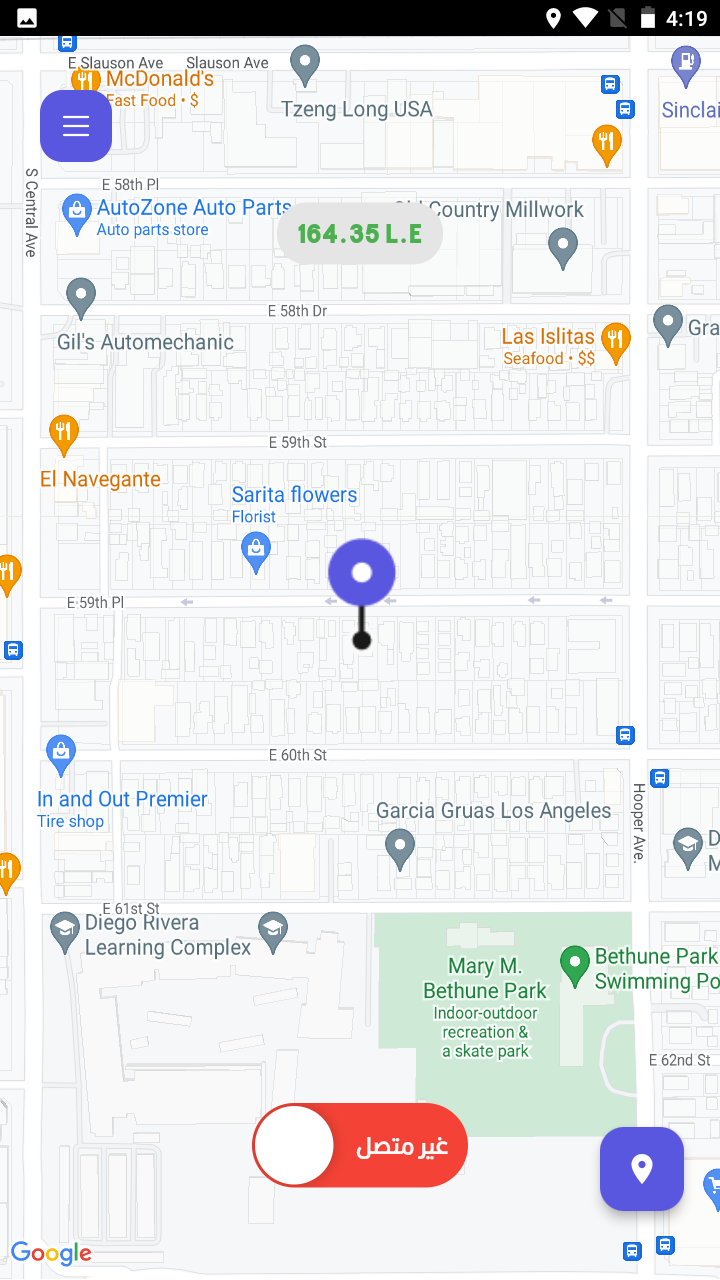 4:19
E Slauson Ave
Slauson Ave
McDonald's
Fast Food • $
Tzeng Long USA
Sinclai
S Central Ave
E 58th Pl
AutoZone Auto Parts
Auto parts store
Old Country Millwork
164.35 L.E
E 58th Dr
Gil's Automechanic
Las Islitas
Seafood • $$
Gra
E 59th St
El Navegante
Sarita flowers
Florist
E 59th Pl
E 60th St
In and Out Premier
Tire shop
Garcia Gruas Los Angeles
Hooper Ave.
D
M
E 61st St
Diego Rivera
Learning Complex
Mary M.
Bethune Park
Indoor-outdoor
recreation &
a skate park
Bethune Park
Swimming Po
E 62nd St
غير متصل
Google